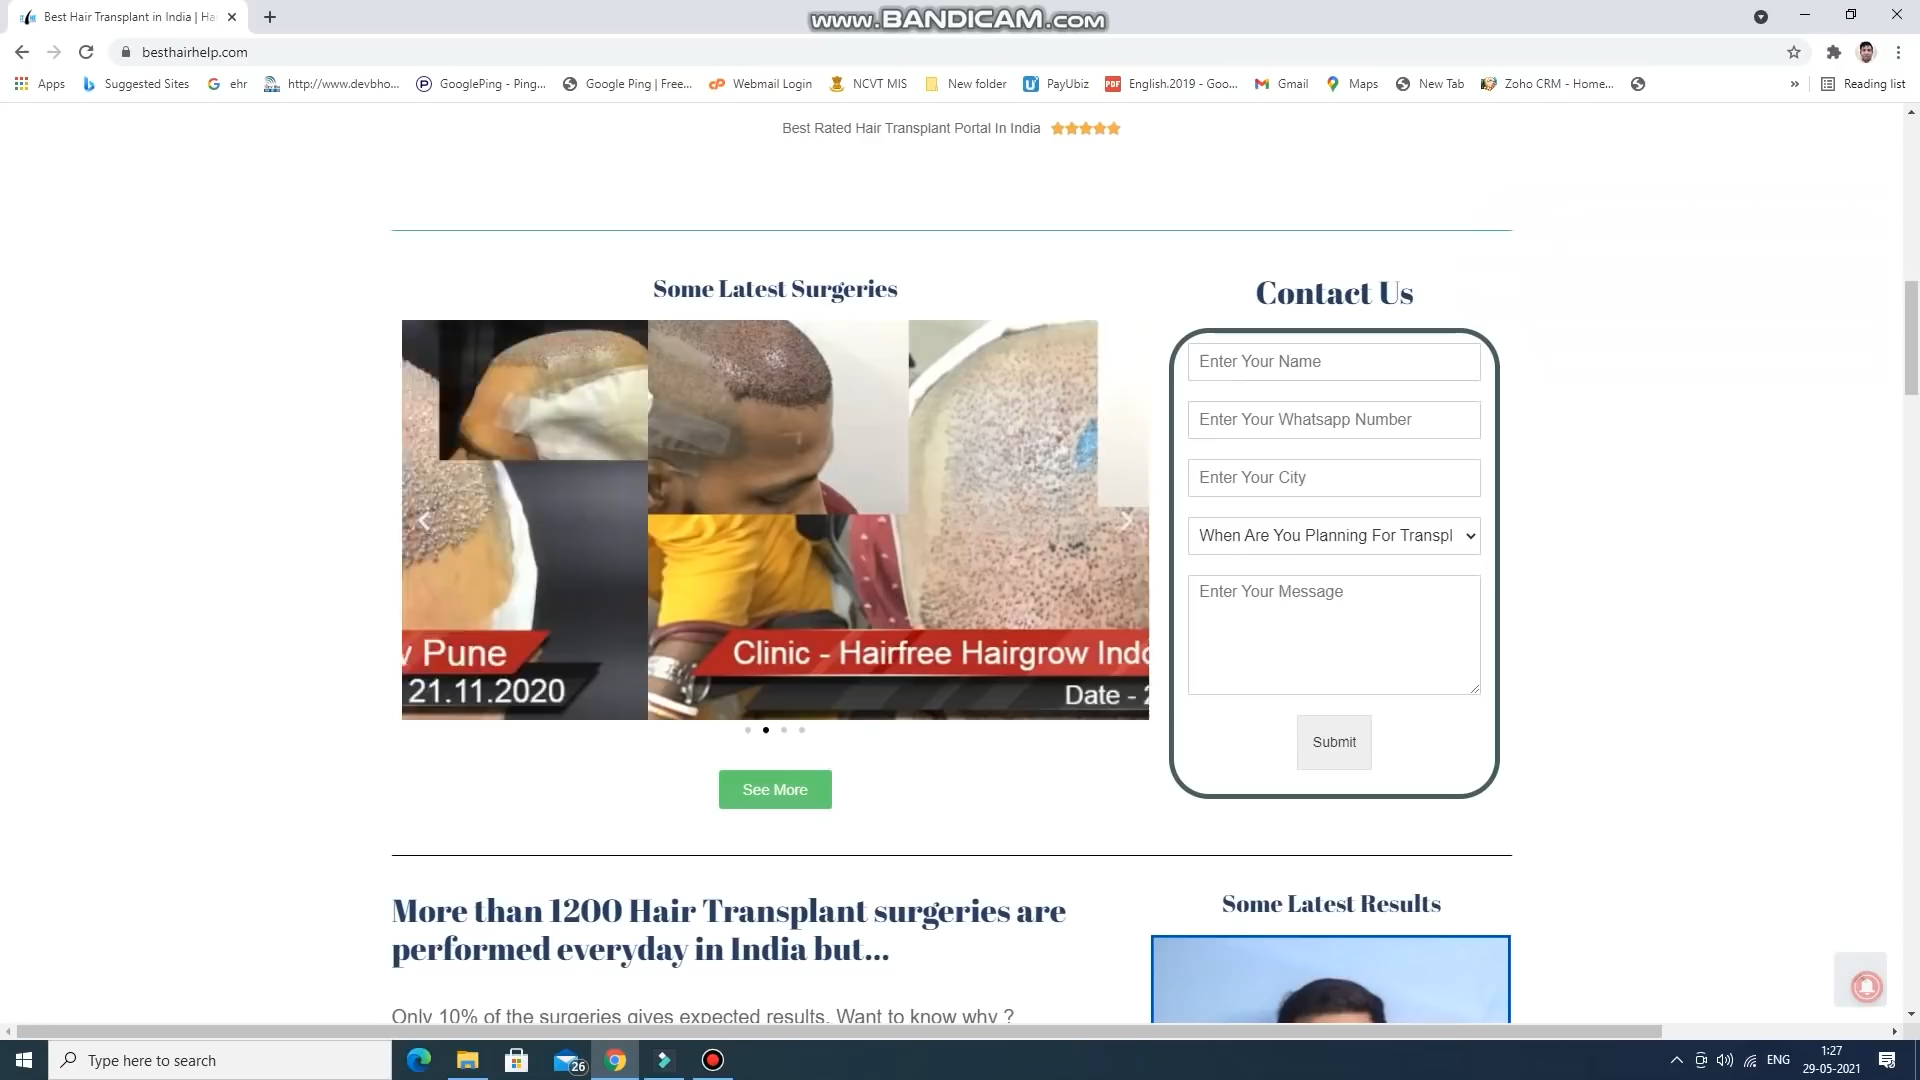 Best Hair Transplant in India | Ha
www.BANDICAM.com
besthairhelp.com
Apps
Suggested Sites
ehr
http://www.devbho...
GooglePing - Ping...
Google Ping | Free...
Webmail Login
NCVT MIS
New folder
PayUbiz
English.2019 - Goo...
Gmail
Maps
New Tab
Zoho CRM - Home...
Reading list
Best Rated Hair Transplant Portal In India
Some Latest Surgeries
Pune
21.11.2020
Clinic - Hairfree Hairgrow Indo
Date - 2
See More
Contact Us
Enter Your Name
Enter Your Whatsapp Number
Enter Your City
When Are You Planning For Transpl
Enter Your Message
Submit
More than 1200 Hair Transplant surgeries are
performed everyday in India but...
Only 10% of the surgeries gives expected results. Want to know why ?
Some Latest Results
Type here to search
26
ENG
1:27
29-05-2021